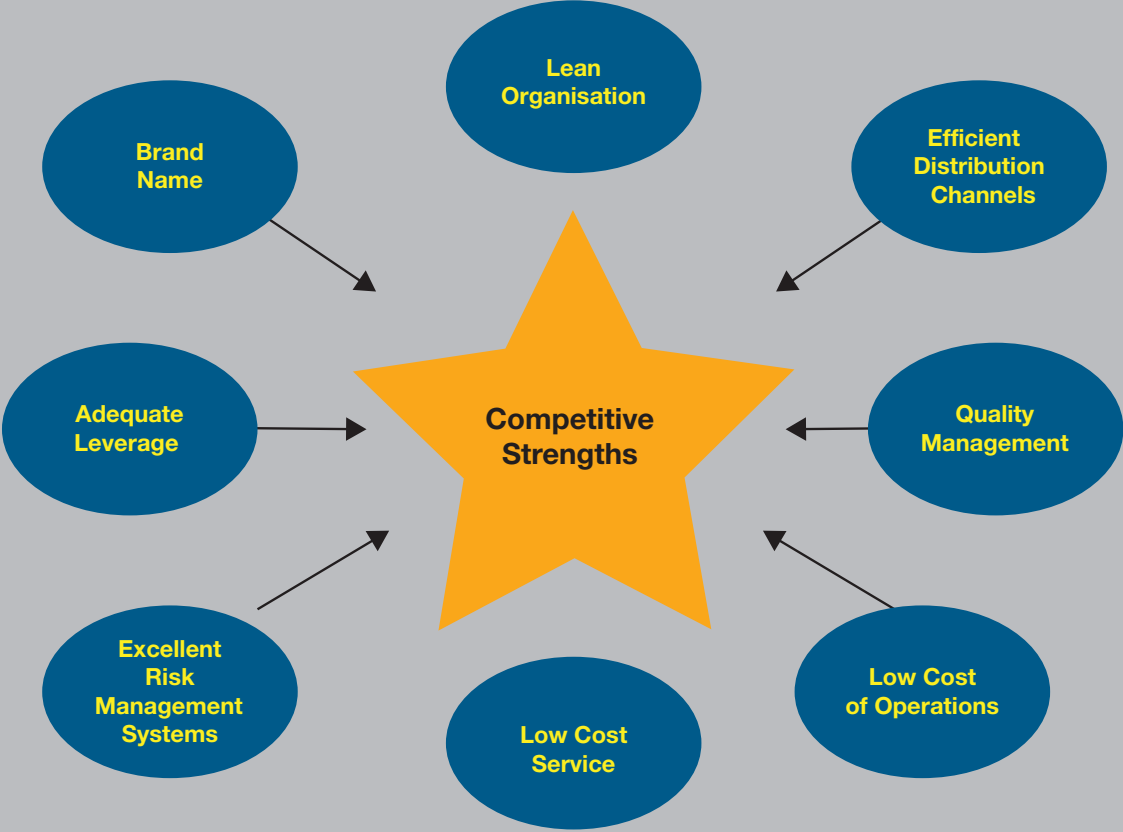 Lean
Organisation
Brand
Name
Efficient
Distribution
Channels
Adequate
Leverage
Competitive
Strengths
Quality
Management
Excellent
Risk
Management
Systems
Low Cost
Service
Low Cost
of Operations